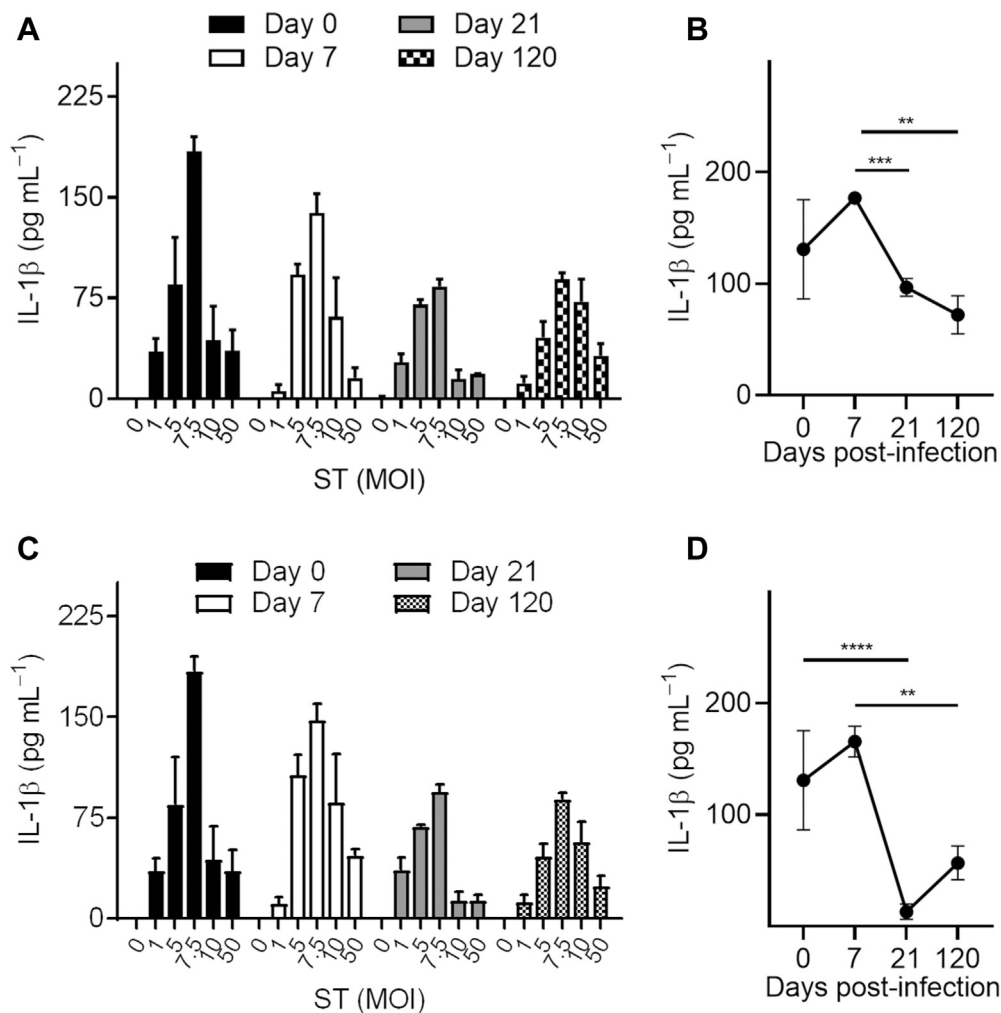 A
Day 0
Day 21
Day 7
Day 120
IL-1β (pg mL⁻¹)
225
150
75
0
0 1 5 7.5 10 50 0 1 5 7.5 10 50 0 1 5 7.5 10 50 0 1 5 7.5 10 50
ST (MOI)
B
IL-1β (pg mL⁻¹)
**
***
200
100
0
0 7 21 120
Days post-infection
C
Day 0
Day 21
Day 7
Day 120
IL-1β (pg mL⁻¹)
225
150
75
0
0 1 5 7.5 10 50 0 1 5 7.5 10 50 0 1 5 7.5 10 50 0 1 5 7.5 10 50
ST (MOI)
D
IL-1β (pg mL⁻¹)
****
**
200
100
0 7 21 120
Days post-infection